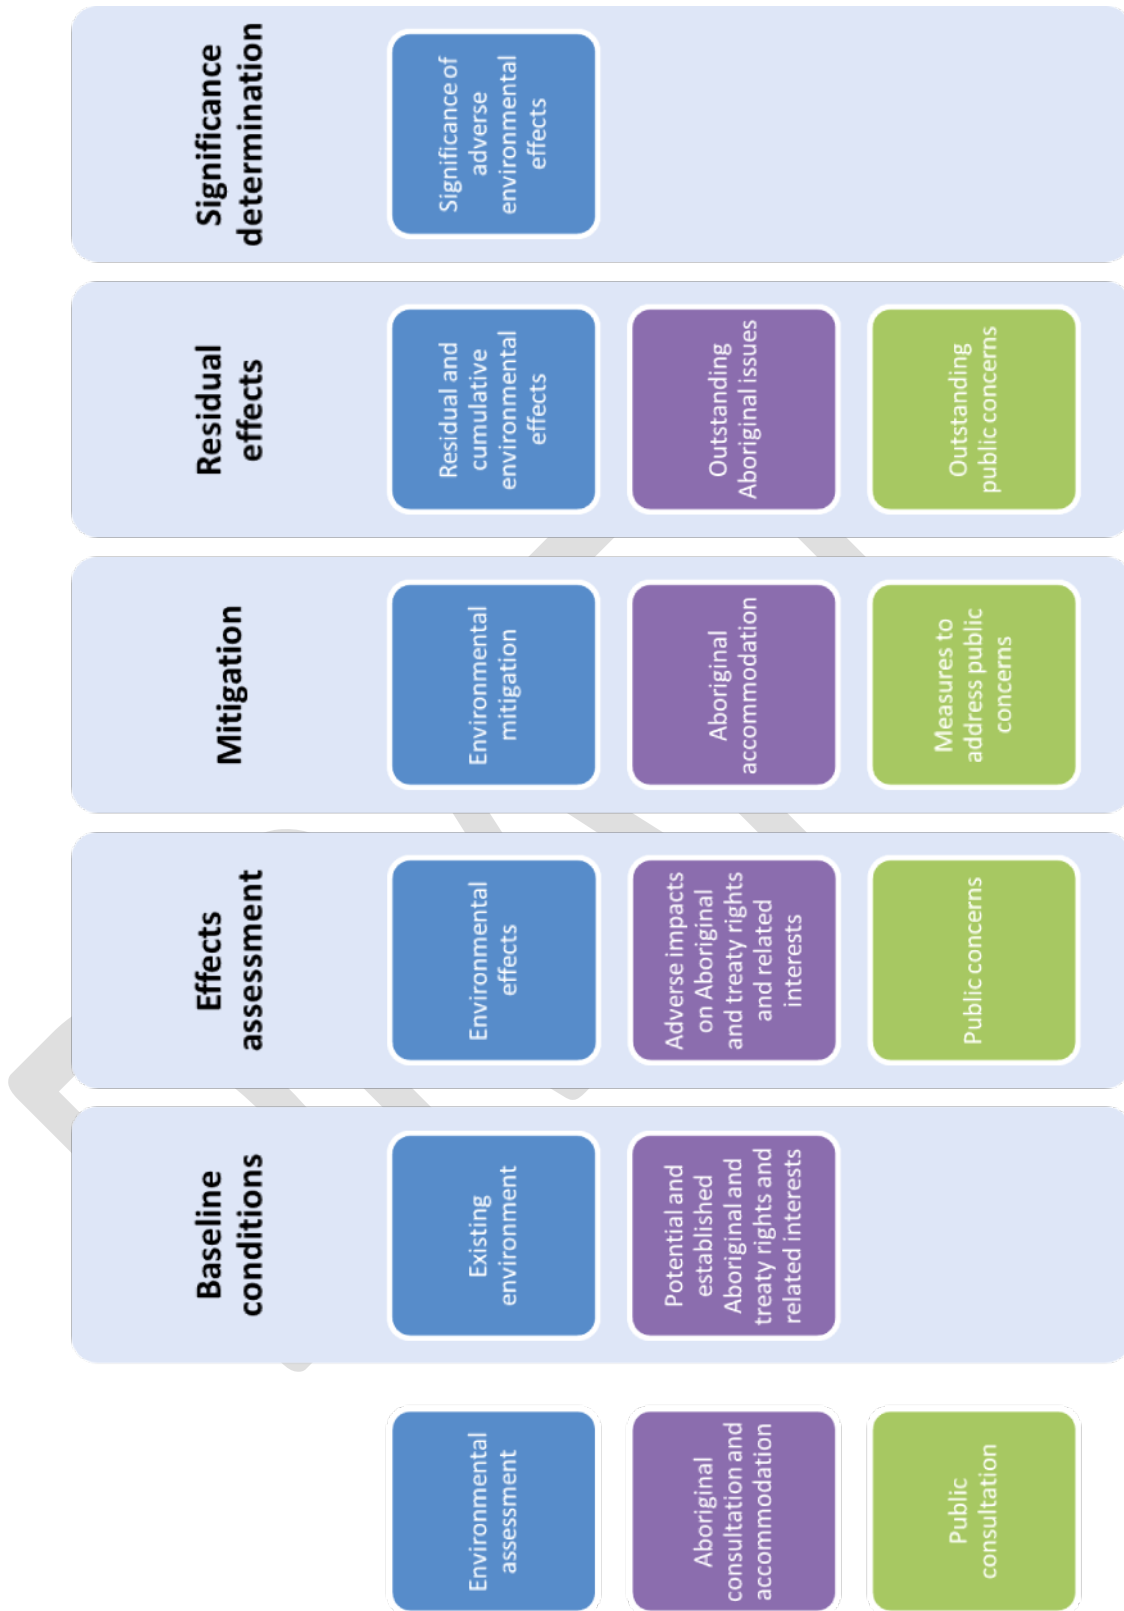 Baseline
conditions
Effects
assessment
Mitigation
Residual
effects
Significance
determination
Environmental
assessment
Existing
environment
Environmental
effects
Environmental
mitigation
Residual and
cumulative
environmental
effects
Significance of
adverse
environmental
effects
Aboriginal
consultation and
accommodation
Potential and
established
Aboriginal and
treaty rights and
related interests
Adverse impacts
on Aboriginal
and treaty rights
and related
interests
Aboriginal
accommodation
Outstanding
Aboriginal issues
Public
consultation
Public concerns
Measures to
address public
concerns
Outstanding
public concerns